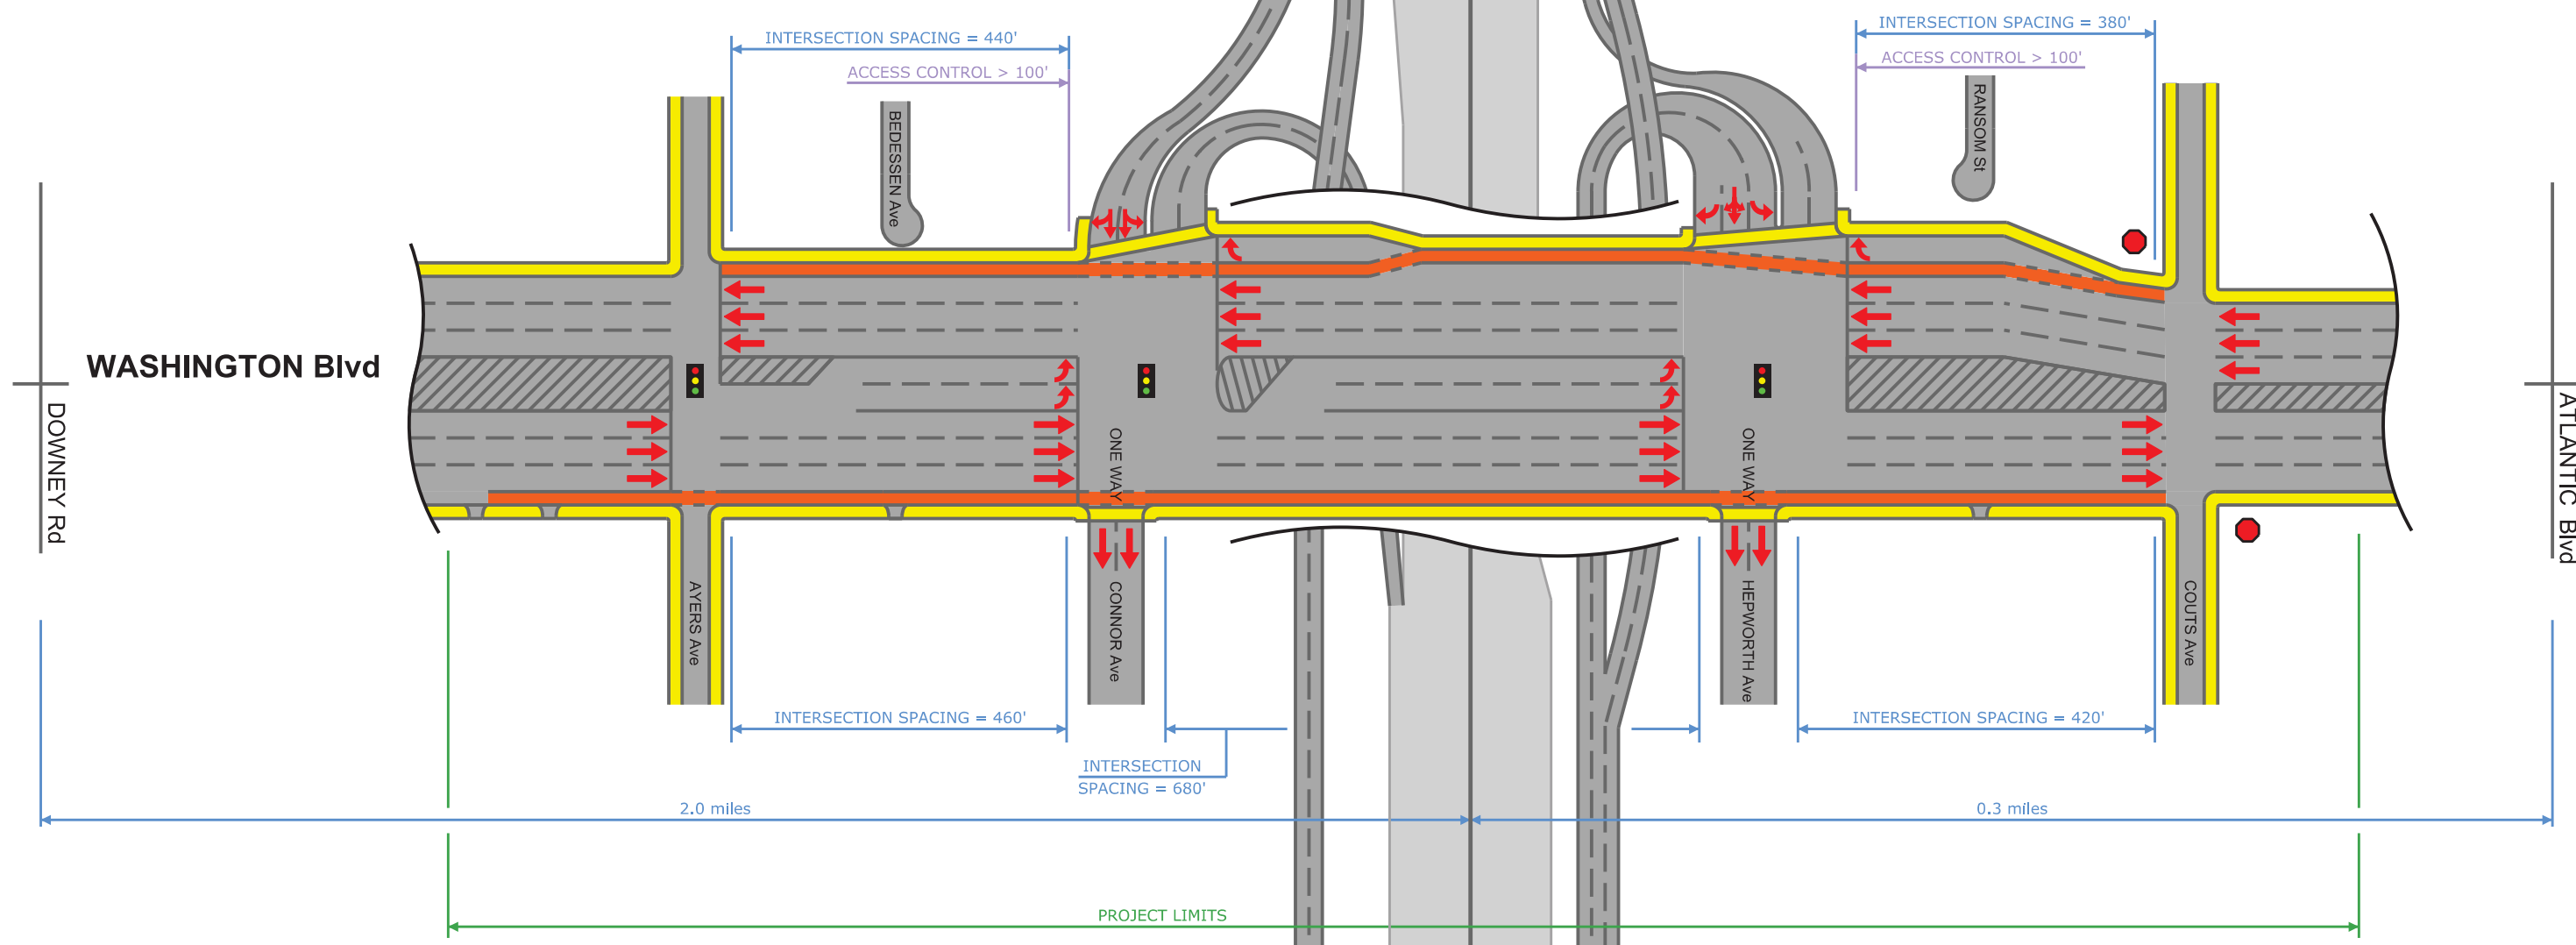 INTERSECTION SPACING = 440'
ACCESS CONTROL > 100'
INTERSECTION SPACING = 380'
ACCESS CONTROL > 100'
BEDESSEN Ave
RANSOM St
WASHINGTON Blvd
DOWNEY Rd
ATLANTIC Blvd
ONE WAY
ONE WAY
AYERS Ave
CONNOR Ave
HEPWORTH Ave
COUTS Ave
INTERSECTION SPACING = 460'
INTERSECTION SPACING = 420'
INTERSECTION
SPACING = 680'
2.0 miles
0.3 miles
PROJECT LIMITS